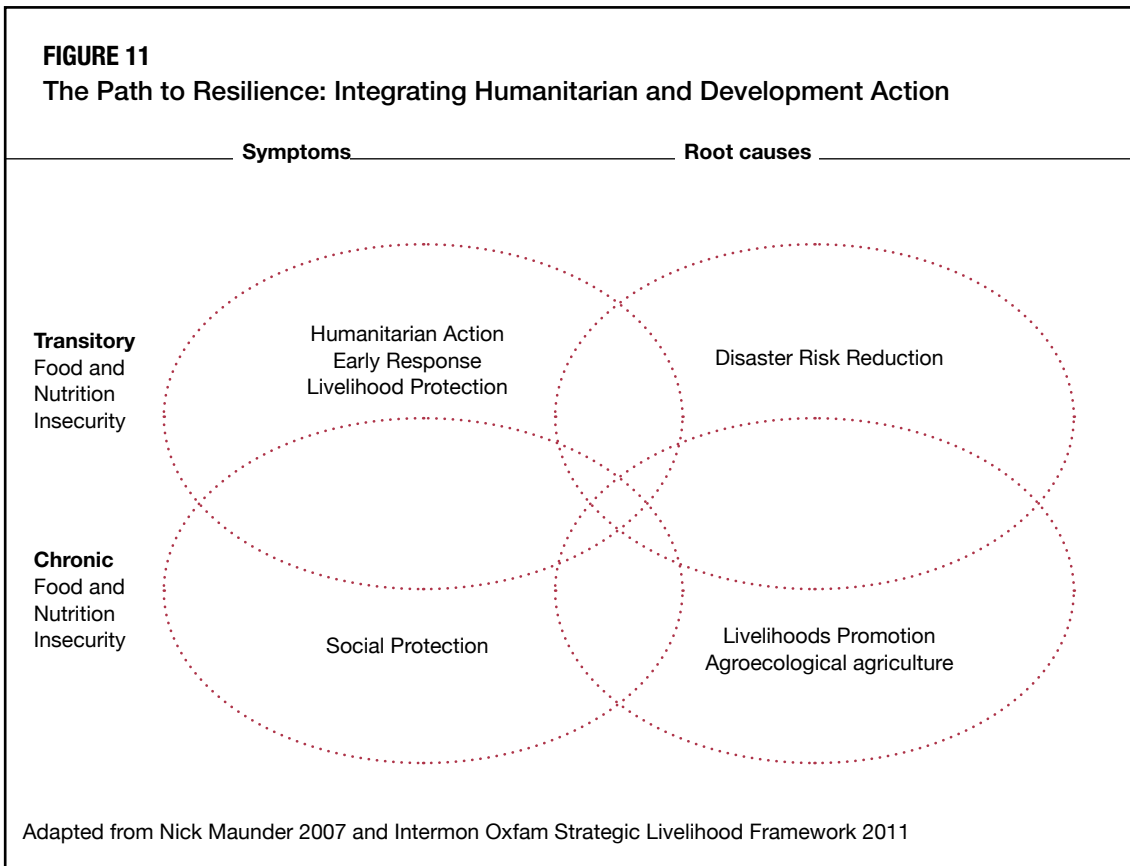 FIGURE 11
The Path to Resilience: Integrating Humanitarian and Development Action
Symptoms
Root causes
Transitory
Food and
Nutrition
Insecurity
Humanitarian Action
Early Response
Livelihood Protection
Disaster Risk Reduction
Chronic
Food and
Nutrition
Insecurity
Social Protection
Livelihoods Promotion
Agroecological agriculture
Adapted from Nick Maunder 2007 and Intermon Oxfam Strategic Livelihood Framework 2011